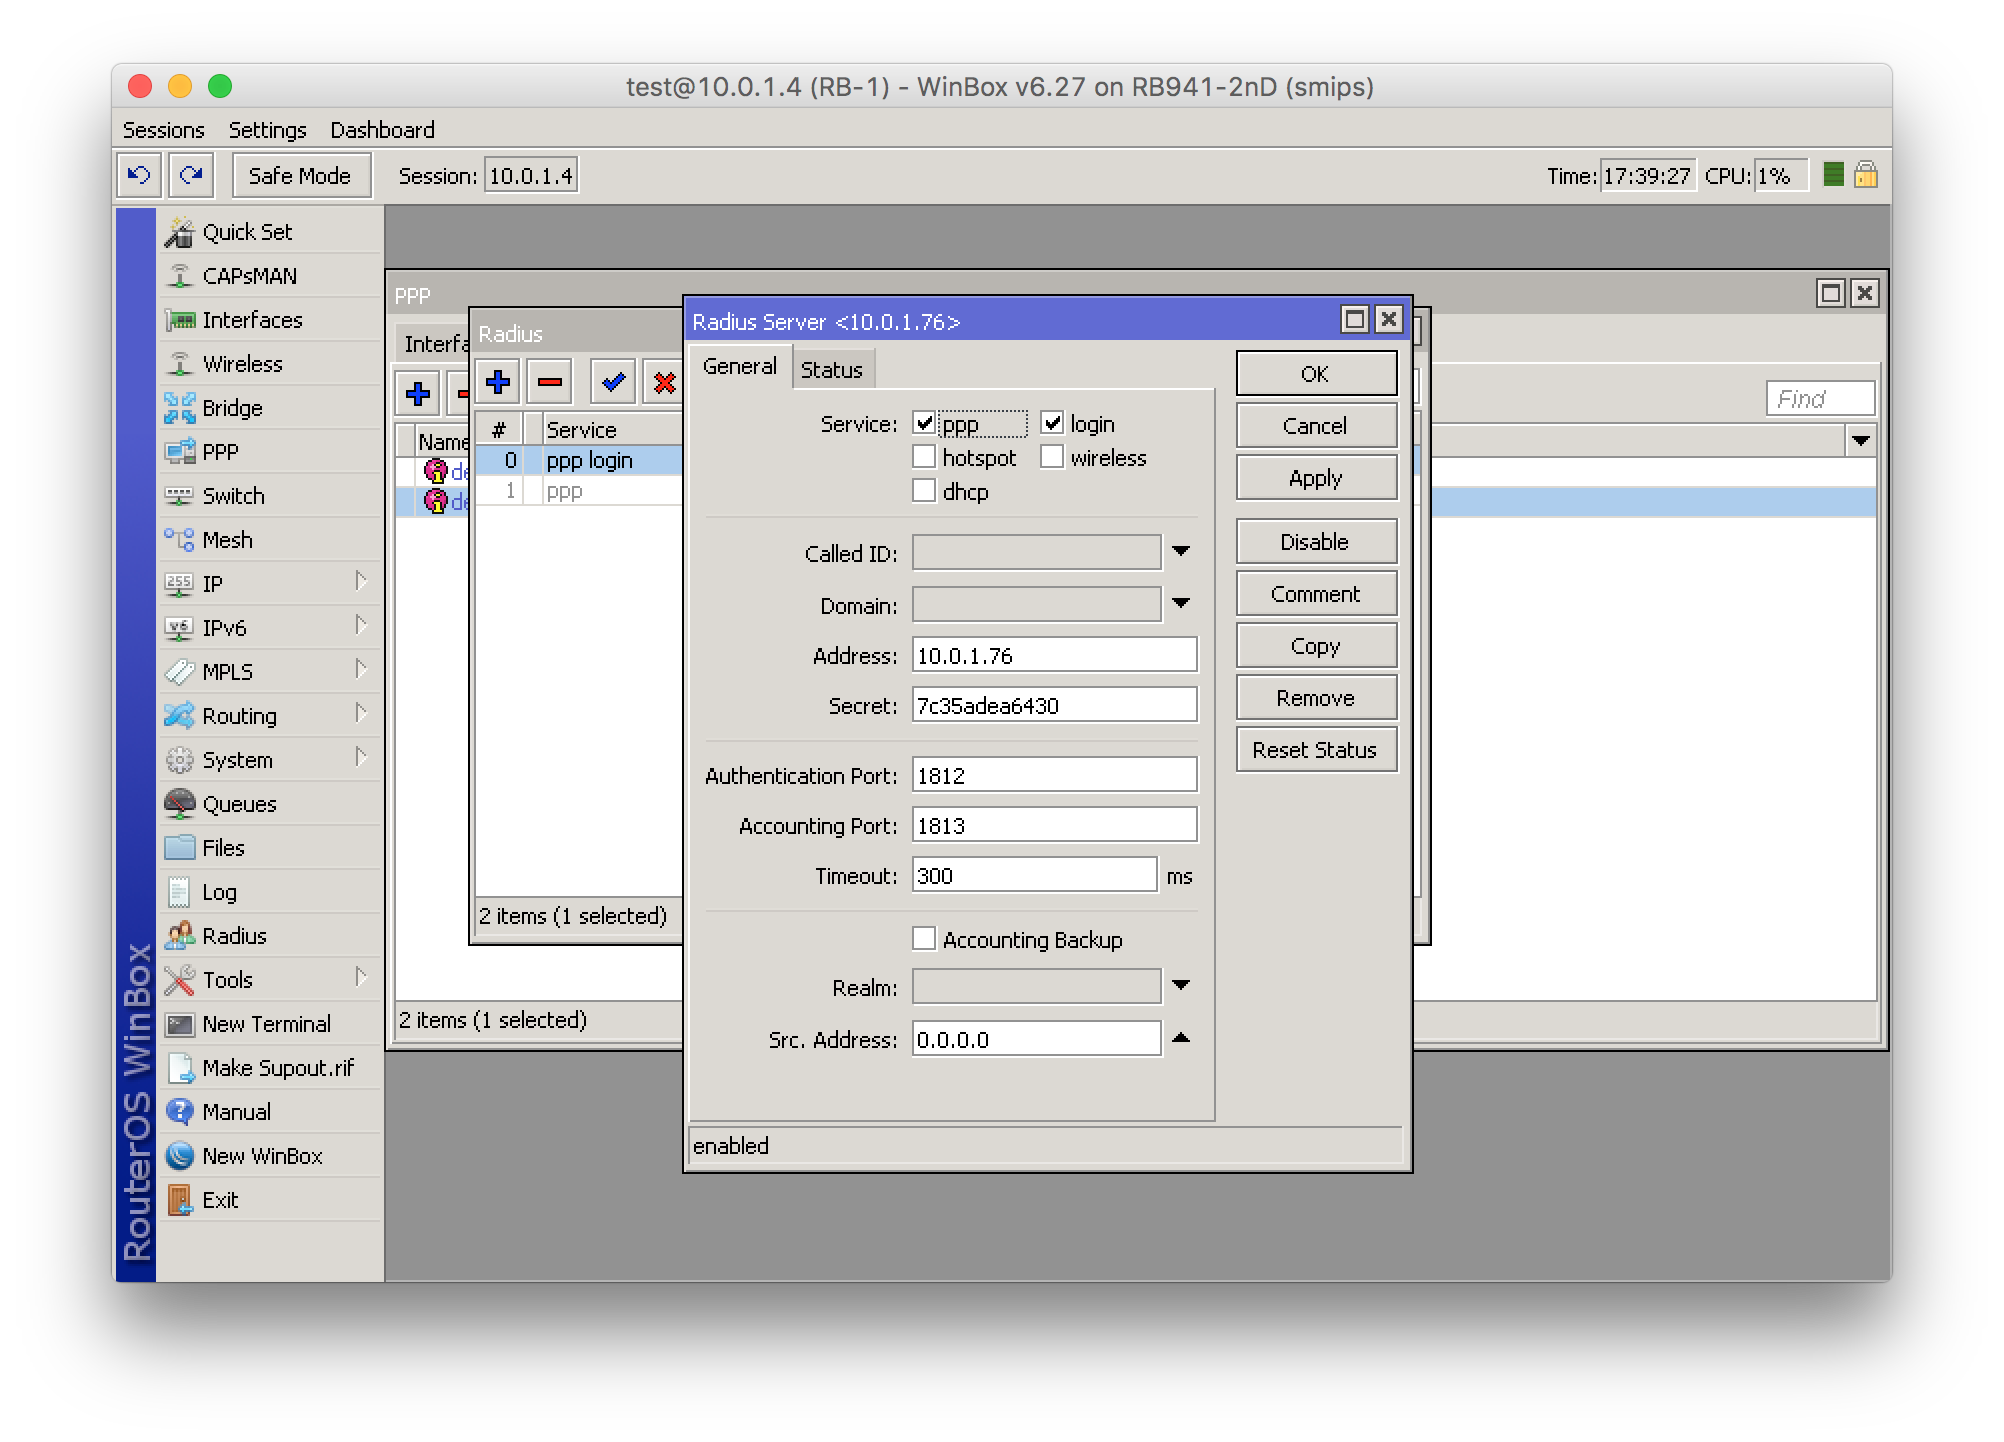 test@10.0.1.4 (RB-1) - WinBox v6.27 on RB941-2nD (smips)
Sessions Settings Dashboard
Safe Mode Session: 10.0.1.4 Time: 17:39:27 CPU: 1%
RouterOS WinBox
Quick Set
CAPsMAN
Interfaces
Wireless
Bridge
PPP
Switch
Mesh
IP
IPv6
MPLS
Routing
System
Queues
Files
Log
Radius
Tools
New Terminal
Make Supout.rif
Manual
New WinBox
Exit
PPP
Interfa
Find
Name
de
de
2 items (1 selected)
Radius
# Service
0 ppp login
1 ppp
2 items (1 selected)
Radius Server <10.0.1.76>
General Status
Service: ppp login
hotspot wireless
dhcp
Called ID:
Domain:
Address: 10.0.1.76
Secret: 7c35adea6430
Authentication Port: 1812
Accounting Port: 1813
Timeout: 300 ms
Accounting Backup
Realm:
Src. Address: 0.0.0.0
enabled
OK
Cancel
Apply
Disable
Comment
Copy
Remove
Reset Status